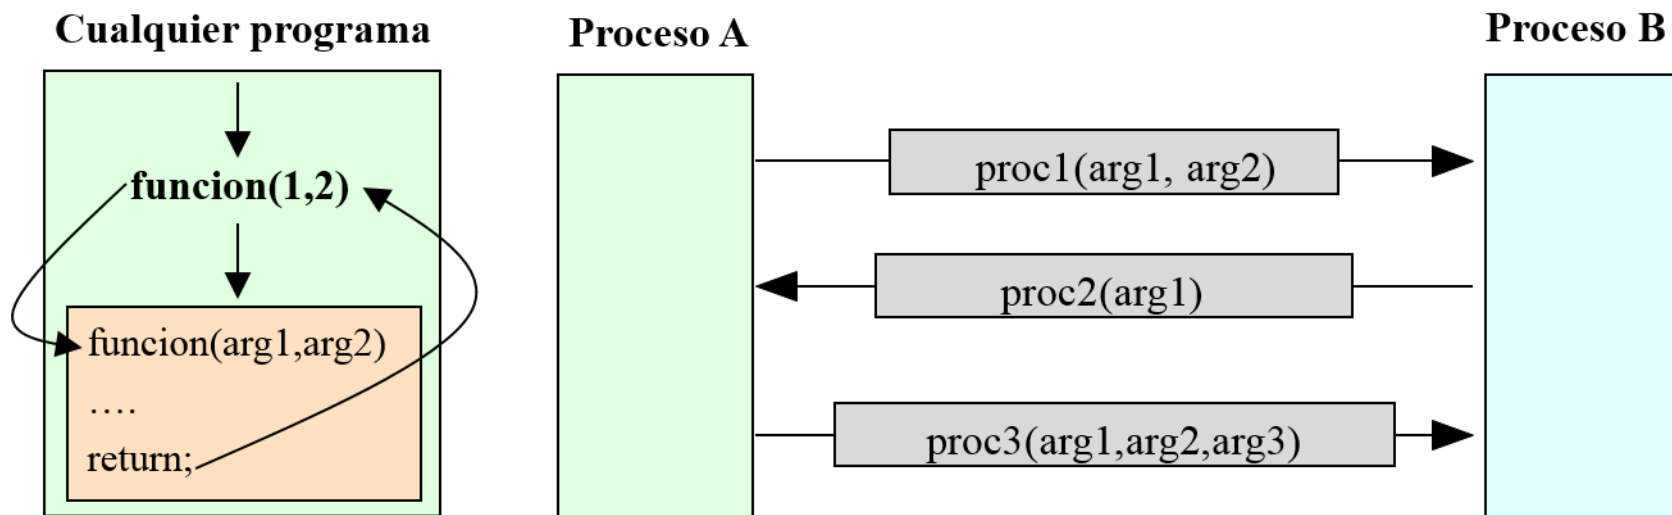 Cualquier programa
funcion(1,2)
funcion(arg1,arg2)
....
return;
Proceso A
Proceso B
proc1(arg1, arg2)
proc2(arg1)
proc3(arg1,arg2,arg3)